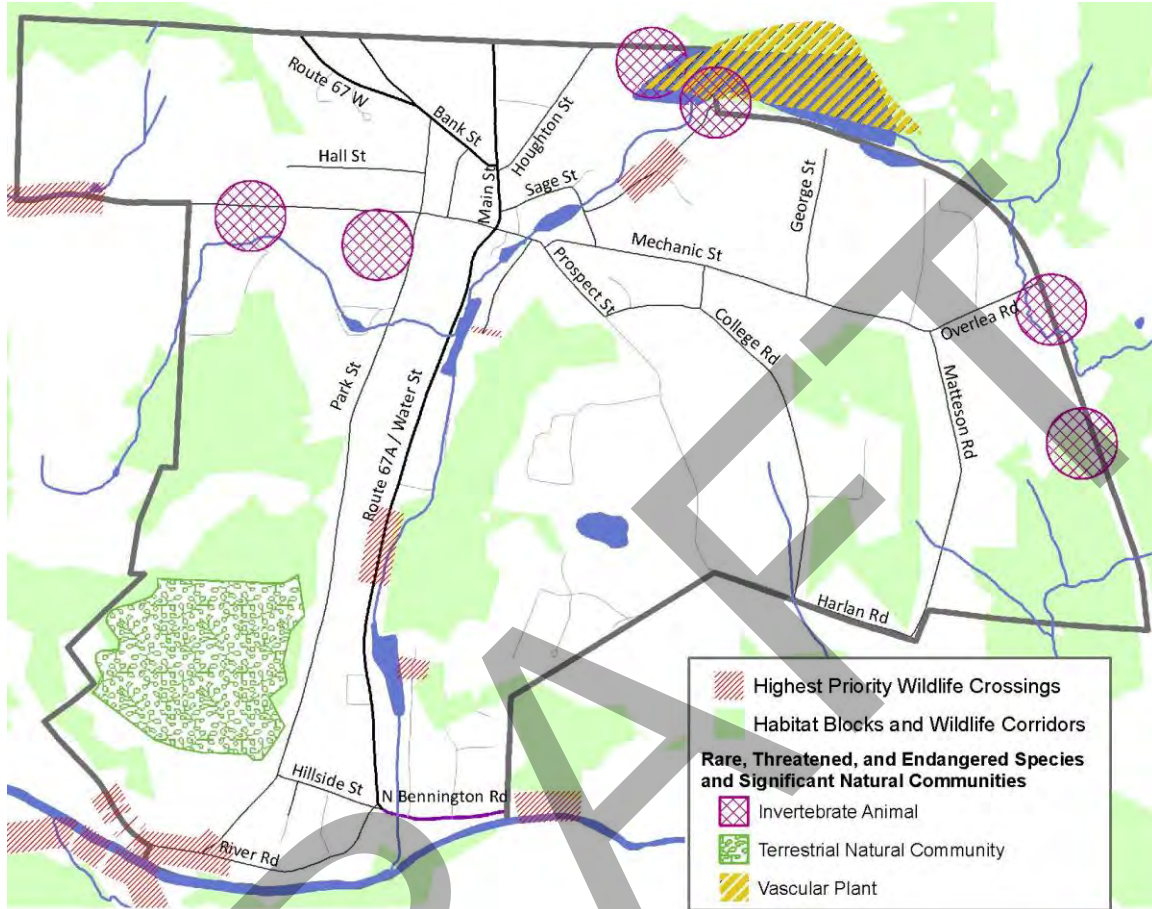 Route 67 W
Bank St
Houghton St
Hall St
Main St
Sage St
George St
Mechanic St
Prospect St
College Rd
Overlea Rd
Matteson Rd
Park St
Route 67A / Water St
Harlan Rd
Hillside St
N Bennington Rd
River Rd
Highest Priority Wildlife Crossings
Habitat Blocks and Wildlife Corridors
Rare, Threatened, and Endangered Species
and Significant Natural Communities
Invertebrate Animal
Terrestrial Natural Community
Vascular Plant
DRAFT